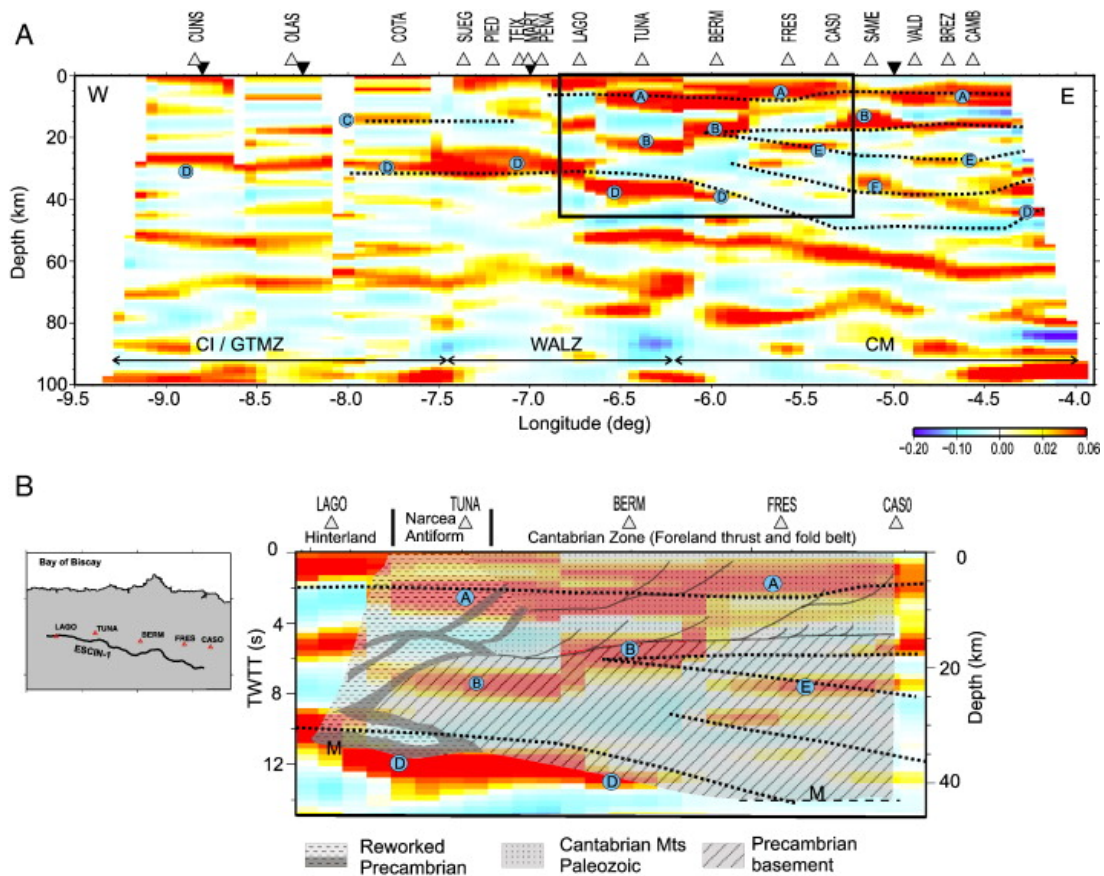 A
CUNS OLAS COTA SUEG PIED TEIX MART PENA LAGO TUNA BERM FRES CAS0 SAME VALD BREZ CAMB
W E
0
20
40
60
80
100
Depth (km)
A A A
B B B
C
D D D D D D
E E
F
CI / GTMZ WALZ CM
-9.5 -9.0 -8.5 -8.0 -7.5 -7.0 -6.5 -6.0 -5.5 -5.0 -4.5 -4.0
Longitude (deg)
-0.20 -0.10 0.00 0.02 0.06
B
LAGO TUNA BERM FRES CAS0
Hinterland
Narcea
Antiform
Cantabrian Zone (Foreland thrust and fold belt)
Bay of Biscay
LAGO TUNA BERM FRES CASO
ESCIN-1
0
4
8
12
TWTT (s)
0
20
40
Depth (km)
A A
B B
E
D D
M M
Reworked
Precambrian
Cantabrian Mts
Paleozoic
Precambrian
basement